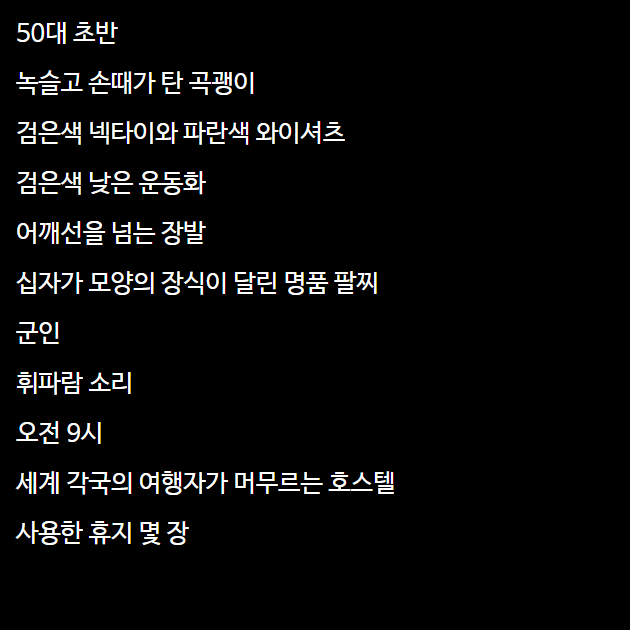 50대 초반
녹슬고 손때가 탄 곡괭이
검은색 넥타이와 파란색 와이셔츠
검은색 낮은 운동화
어깨선을 넘는 장발
십자가 모양의 장식이 달린 명품 팔찌
군인
휘파람 소리
오전 9시
세계 각국의 여행자가 머무르는 호스텔
사용한 휴지 몇 장